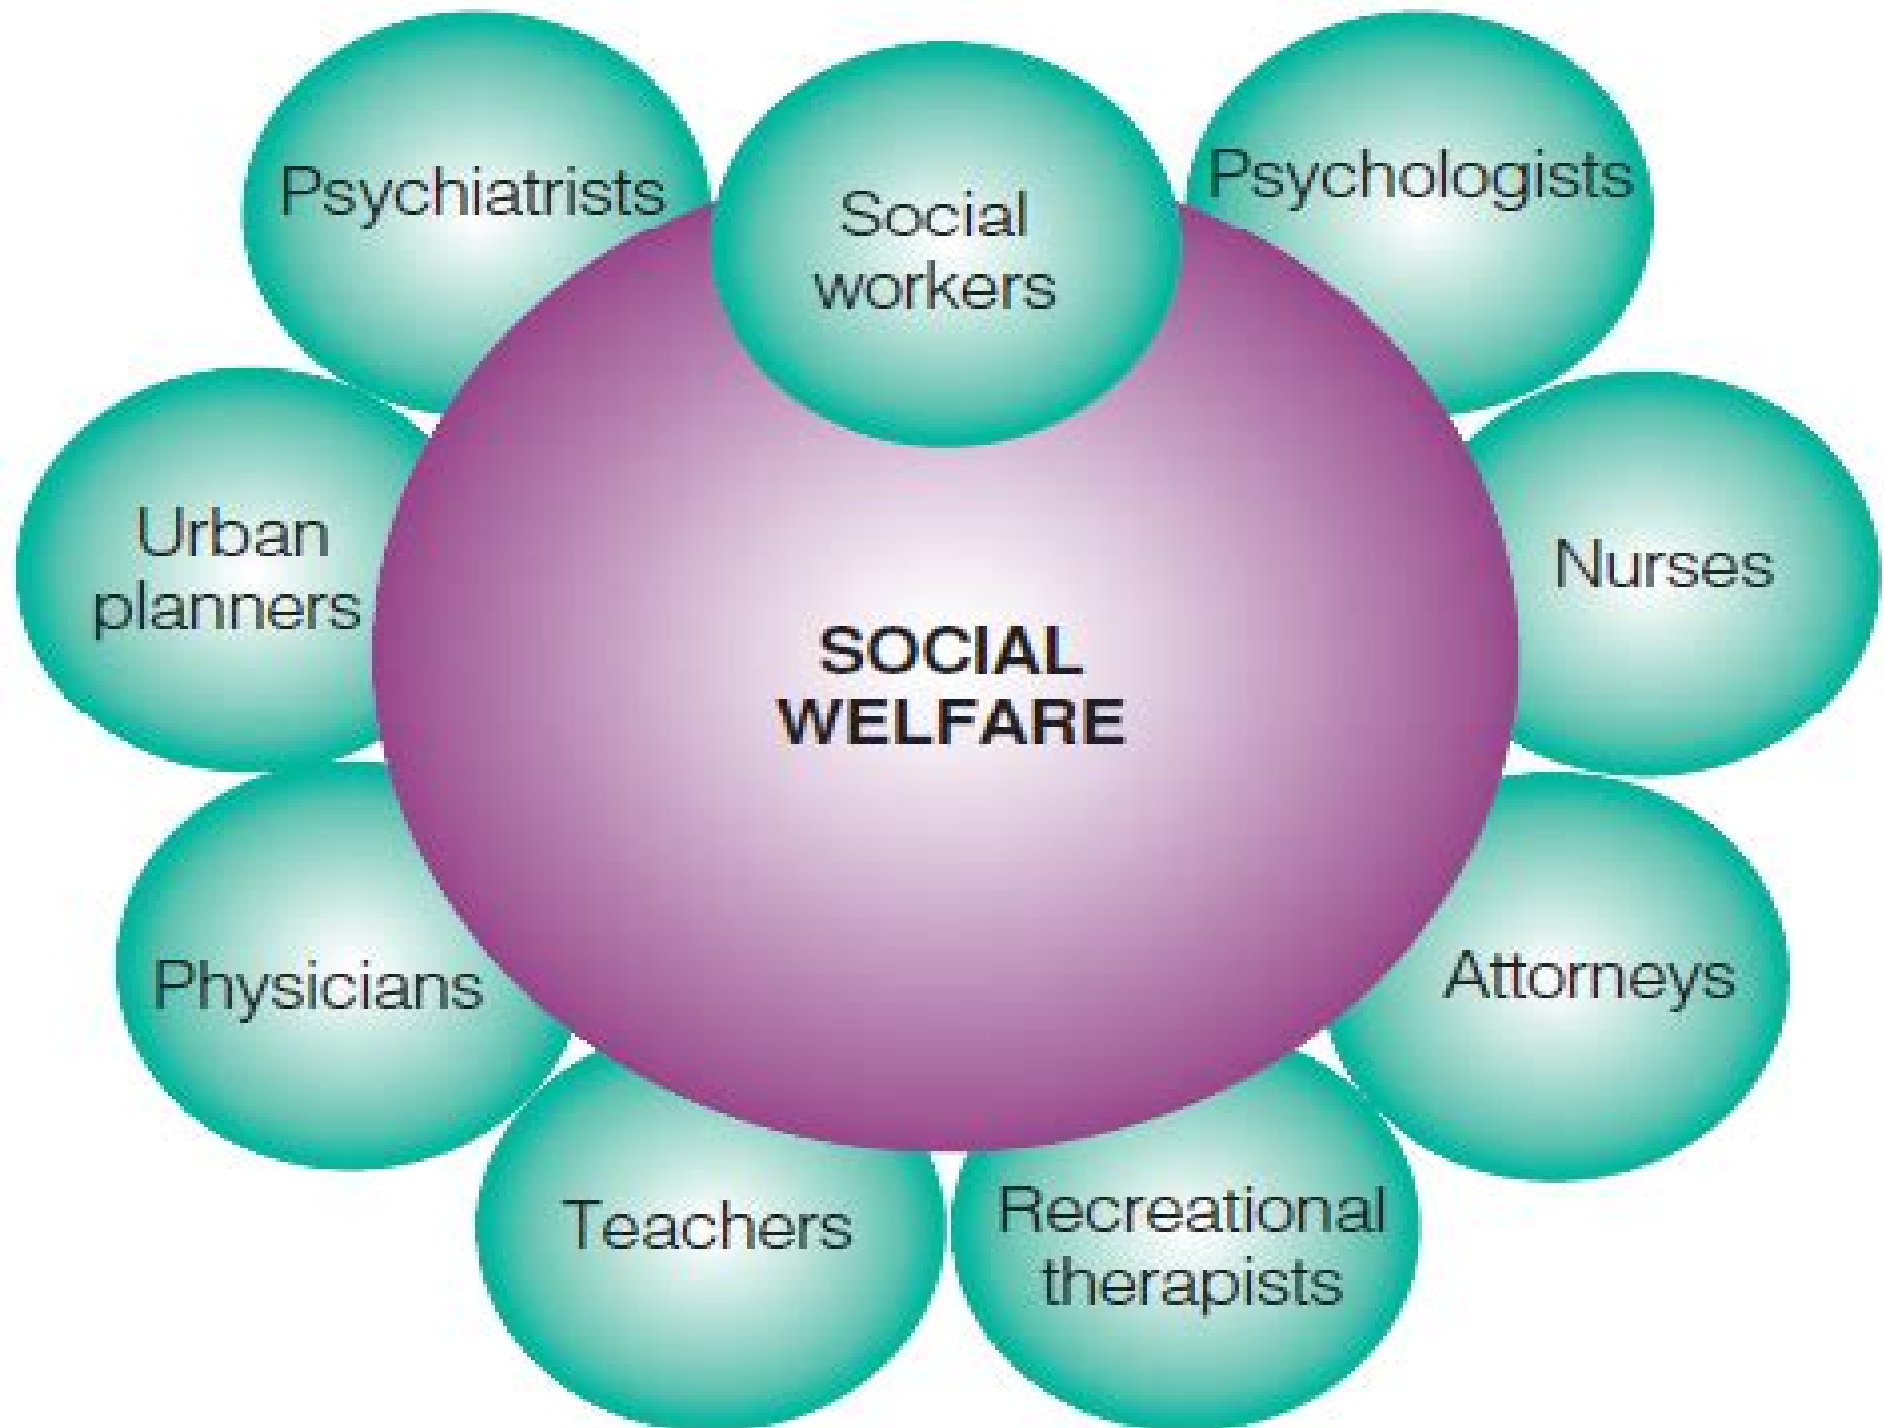 Psychiatrists
Social
workers
Psychologists
Urban
planners
Nurses
SOCIAL
WELFARE
Physicians
Attorneys
Teachers
Recreational
therapists